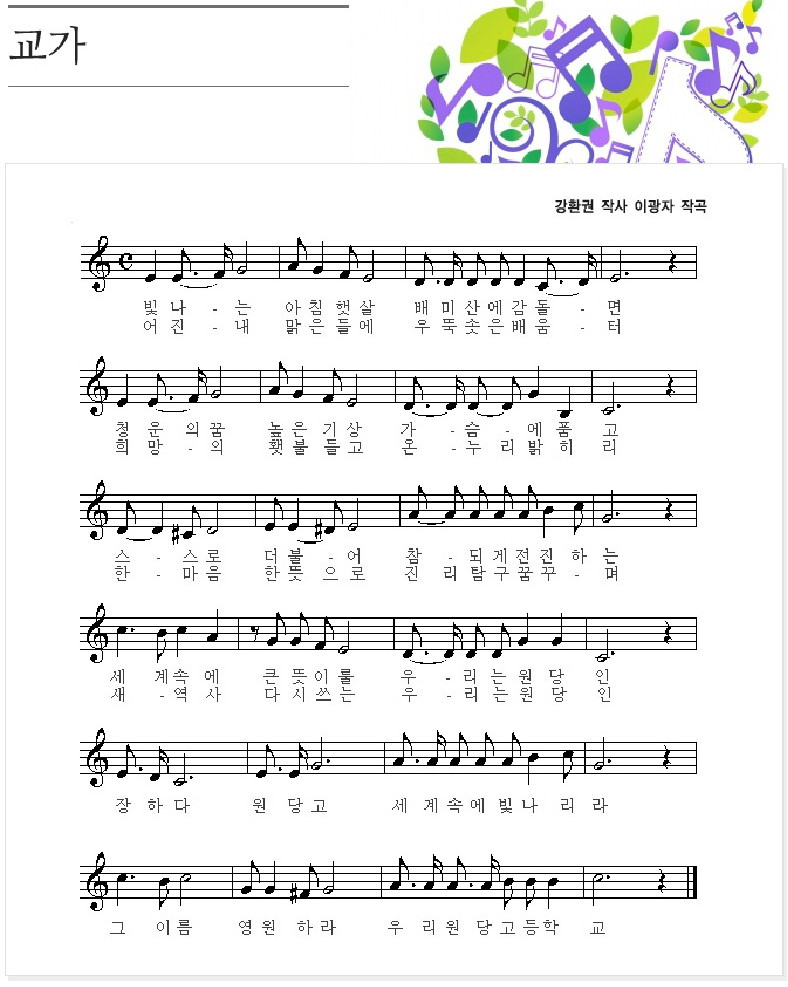 교가
강환권 작사 이광자 작곡
빛 나 - 는 아 침 햇 살 배 미 산 에 감 돌 - 면
어 진 - 내 맑 은 들 에 우 뚝 솟 은 배 움 - 터
청 운 의 꿈 높 은 기 상 가 - 슴 - 에 품 고
희 망 - 의 횃 불 들 고 온 - 누 리 밝 히 리
스 - 스 로 더 불 - 어 참 - 되 게 전 진 하 는
한 - 마 음 한 뜻 으 로 진 리 탐 구 꿈 꾸 - 며
세 계 속 에 큰 뜻 이 룰 우 - 리 는 원 당 인
새 - 역 사 다 시 쓰 는 우 - 리 는 원 당 인
장 하 다 원 당 고 세 계 속 에 빛 나 리 라
그 이 름 영 원 하 라 우 리 원 당 고 등 학 교